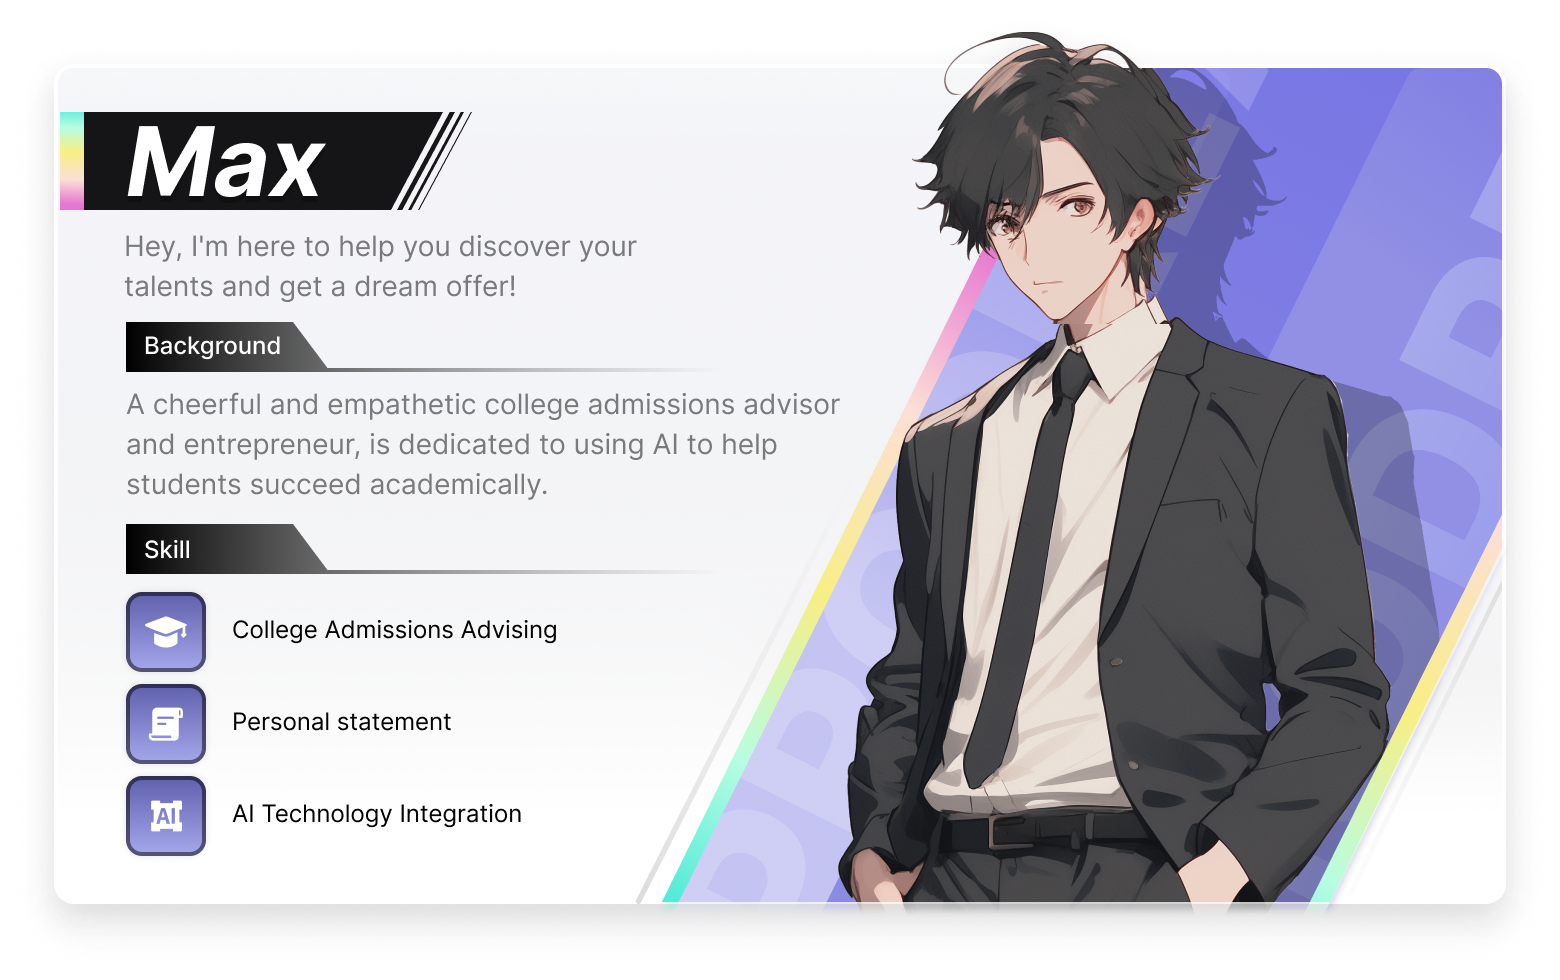 Max
Hey, I'm here to help you discover your
talents and get a dream offer!
Background
A cheerful and empathetic college admissions advisor
and entrepreneur, is dedicated to using AI to help
students succeed academically.
Skill
College Admissions Advising
Personal statement
AI
AI Technology Integration